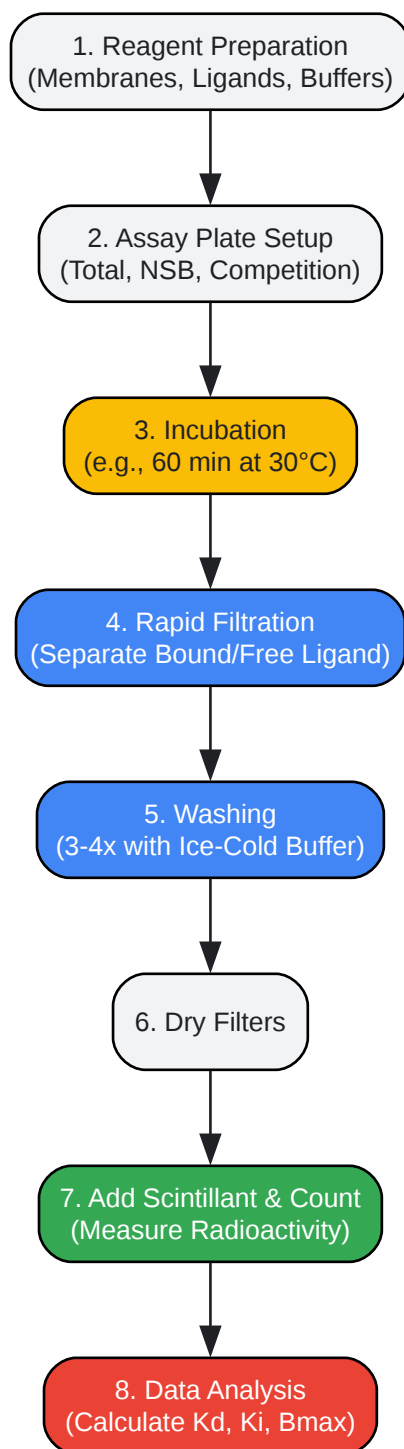 1. Reagent Preparation
(Membranes, Ligands, Buffers)
2. Assay Plate Setup
(Total, NSB, Competition)
3. Incubation
(e.g., 60 min at 30°C)
4. Rapid Filtration
(Separate Bound/Free Ligand)
5. Washing
(3-4x with Ice-Cold Buffer)
6. Dry Filters
7. Add Scintillant & Count
(Measure Radioactivity)
8. Data Analysis
(Calculate Kd, Ki, Bmax)